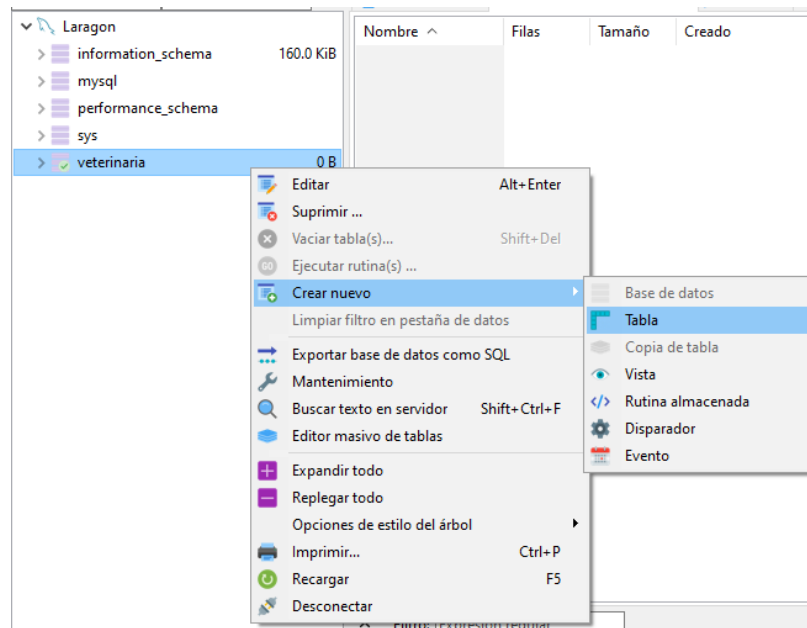 Laragon
information_schema 160.0 KiB
mysql
performance_schema
sys
veterinaria 0 B
Nombre Filas Tamaño Creado
Editar Alt+Enter
Suprimir ...
Vaciar tabla(s)... Shift+Del
GO Ejecutar rutina(s) ...
Crear nuevo
Limpiar filtro en pestaña de datos
Exportar base de datos como SQL
Mantenimiento
Buscar texto en servidor Shift+Ctrl+F
Editor masivo de tablas
Expandir todo
Replegar todo
Opciones de estilo del árbol
Imprimir... Ctrl+P
Recargar F5
Desconectar
Base de datos
Tabla
Copia de tabla
Vista
Rutina almacenada
Disparador
Evento